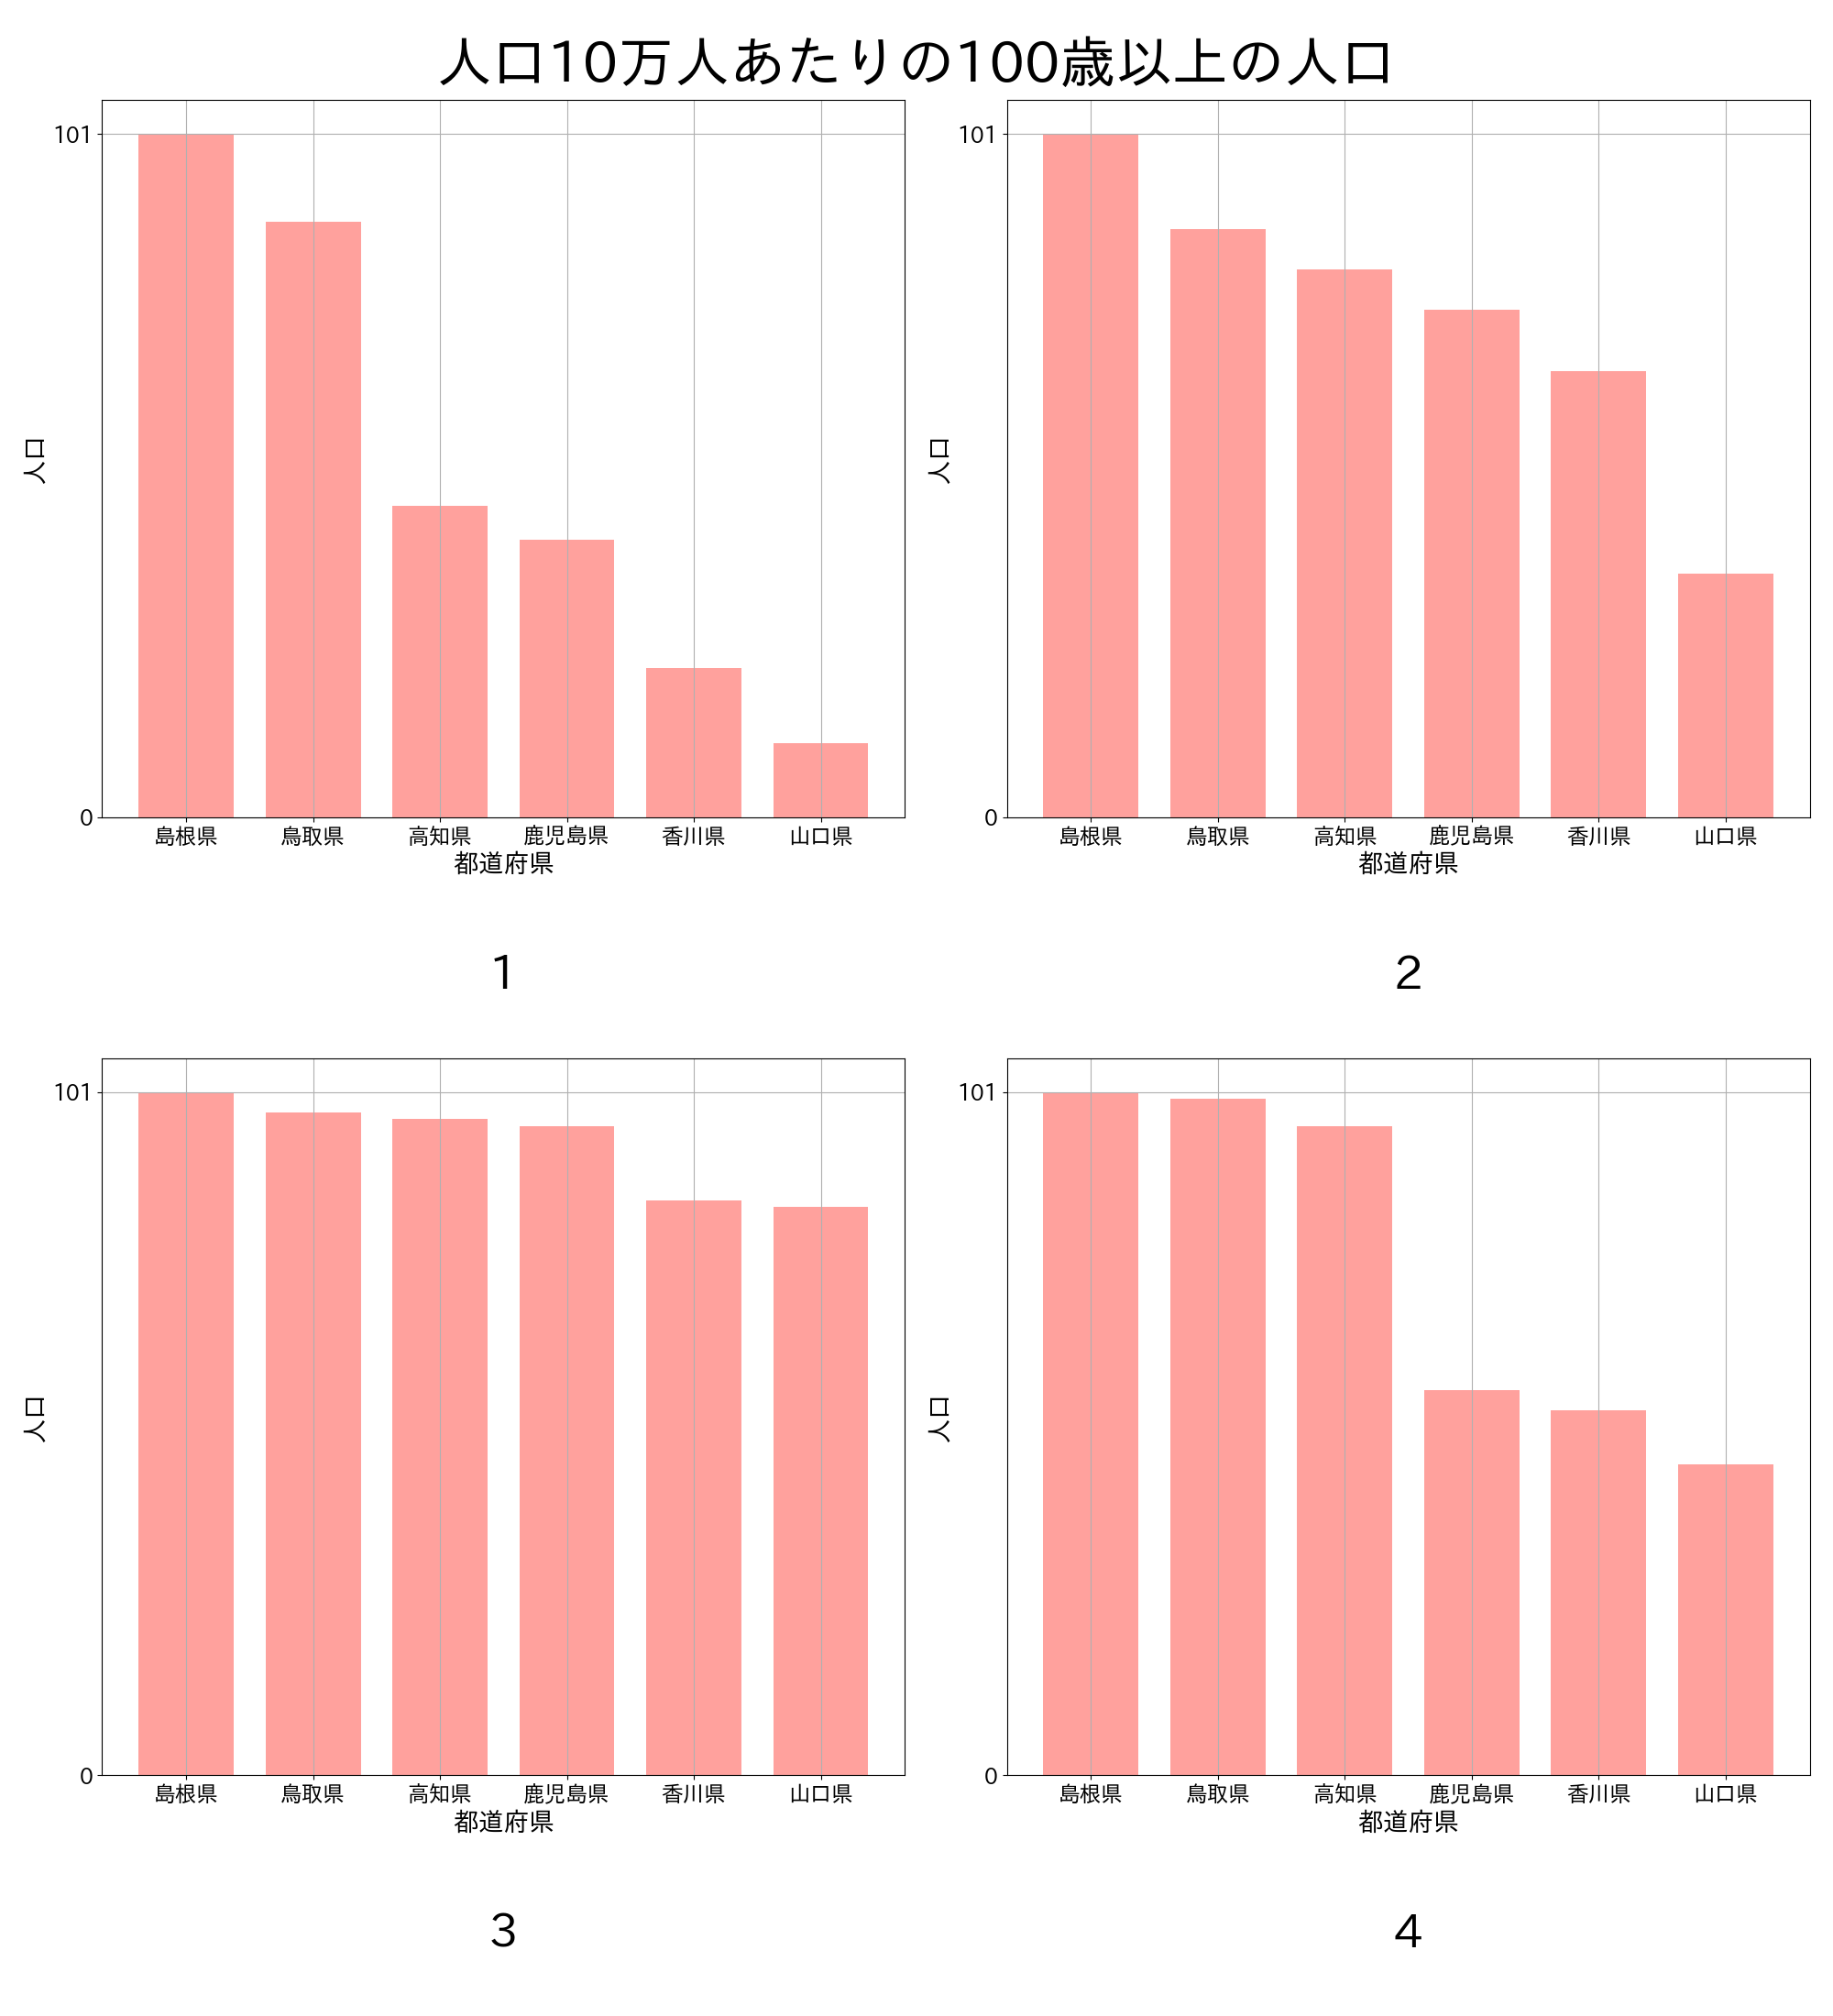 人口10万人あたりの100歳以上の人口
101
0
人口
島根県 鳥取県 高知県 鹿児島県 香川県 山口県
都道府県
1
101
0
人口
島根県 鳥取県 高知県 鹿児島県 香川県 山口県
都道府県
2
101
0
人口
島根県 鳥取県 高知県 鹿児島県 香川県 山口県
都道府県
3
101
0
人口
島根県 鳥取県 高知県 鹿児島県 香川県 山口県
都道府県
4